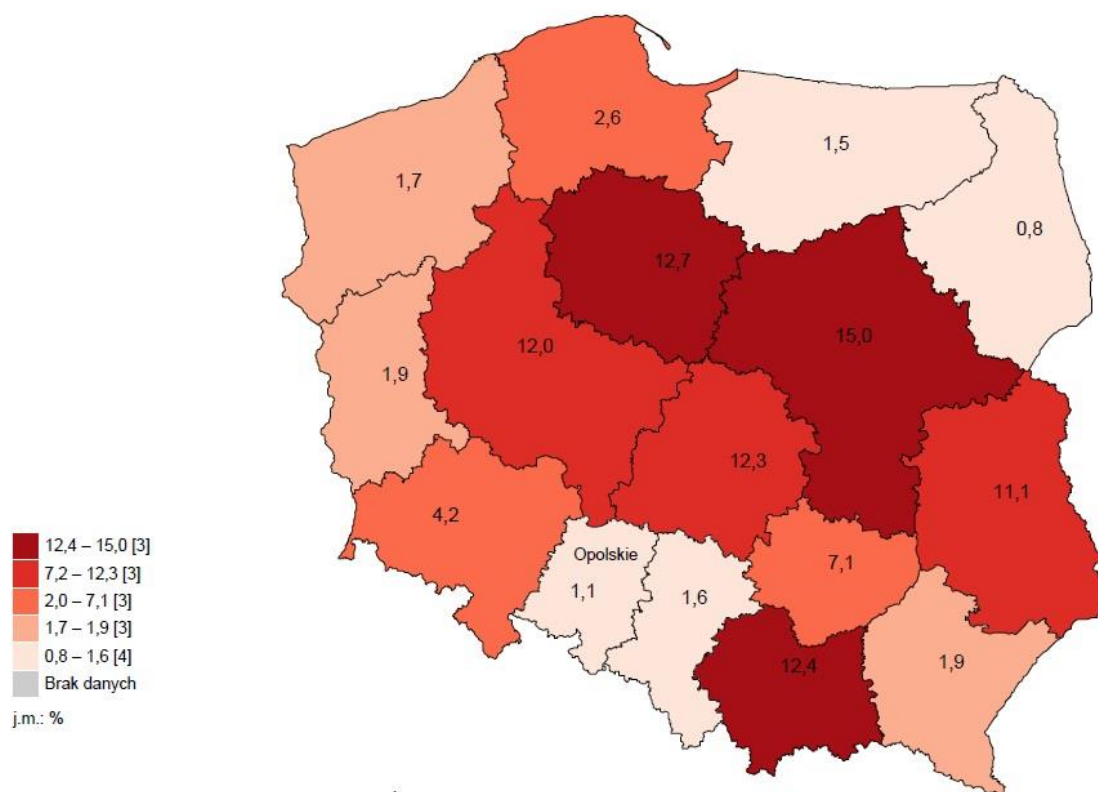 2,6
1,5
1,7
0,8
12,7
15,0
12,0
1,9
12,3
11,1
4,2
Opolskie
7,1
1,1
1,6
12,4
1,9
12,4 – 15,0 [3]
7,2 – 12,3 [3]
2,0 – 7,1 [3]
1,7 – 1,9 [3]
0,8 – 1,6 [4]
Brak danych
j.m.: %